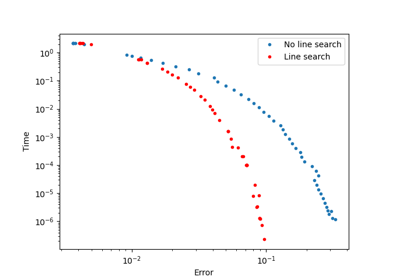 No line search
Line search
Time
10⁰
10⁻¹
10⁻²
10⁻³
10⁻⁴
10⁻⁵
10⁻⁶
10⁻²
10⁻¹
Error